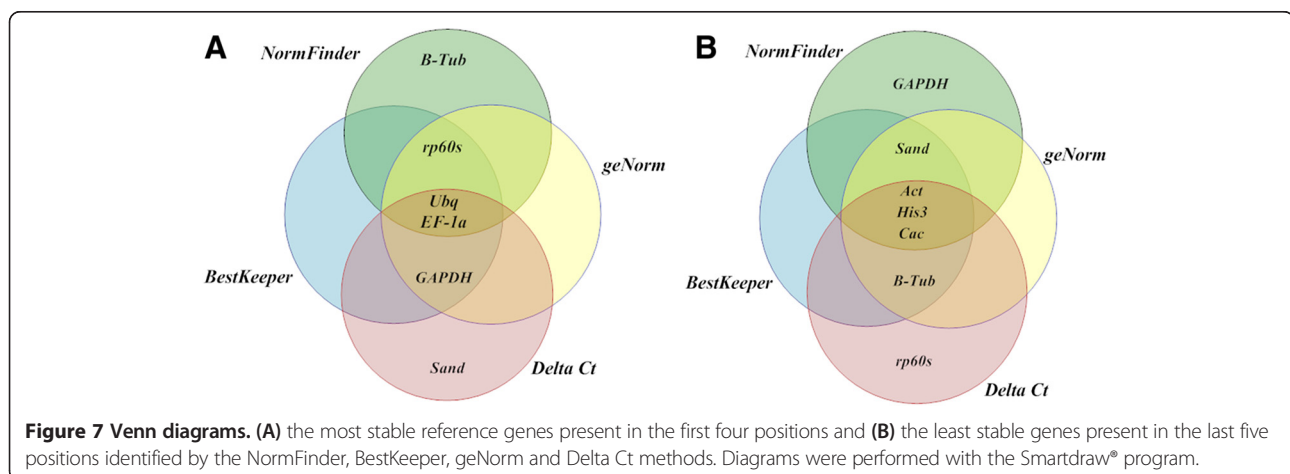 A
NormFinder
B-Tub
rp60s
geNorm
Ubq
EF-1a
BestKeeper
GAPDH
Sand
Delta Ct
B
NormFinder
GAPDH
Sand
geNorm
Act
His3
Cac
BestKeeper
B-Tub
rp60s
Delta Ct
Figure 7 Venn diagrams. (A) the most stable reference genes present in the first four positions and (B) the least stable genes present in the last five
positions identified by the NormFinder, BestKeeper, geNorm and Delta Ct methods. Diagrams were performed with the Smartdraw® program.